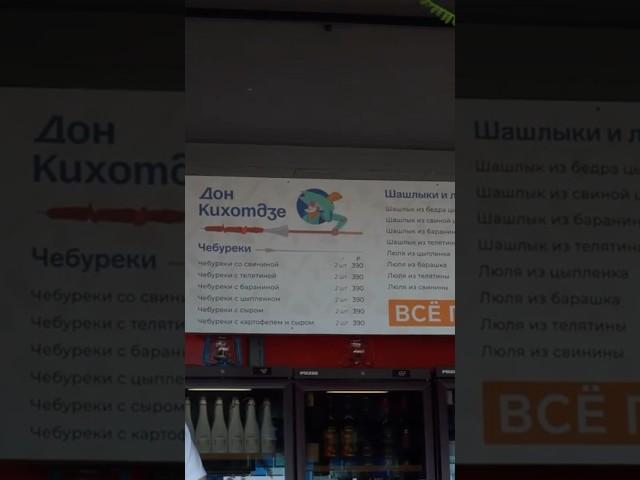 Дон
Кихотдзе
Чебуреки
₽
Чебуреки со свининой 2 шт 390
Чебуреки с телятиной 2 шт 390
Чебуреки с бараниной 2 шт 390
Чебуреки с цыпленком 2 шт 390
Чебуреки с сыром 2 шт 390
Чебуреки с картофелем и сыром 2 шт 390
Шашлыки и л
Шашлык из бедра ц
Шашлык из свиной
Шашлык из баранин
Шашлык из телятин
Люля из цыпленка
Люля из барашка
Люля из телятины
Люля из свинины
ВСЁ